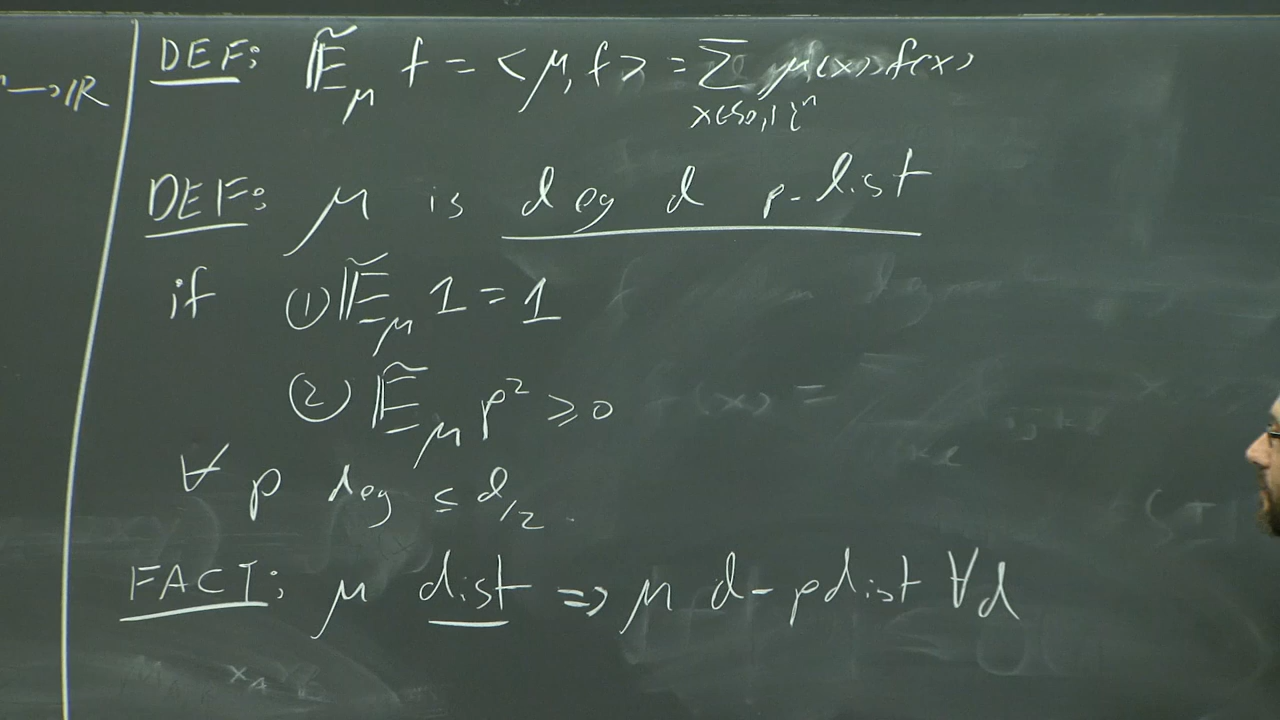 →ℝ
DEF: Ẽ_μ f = <μ, f> = Σ_{x∈{0,1}^n} μ(x) f(x)
DEF: μ is deg d p-dist
if ① Ẽ_μ 1 = 1
② Ẽ_μ p² ≥ 0
∀ p deg ≤ d/2.
FACT: μ dist ⇒ μ d-pdist ∀d